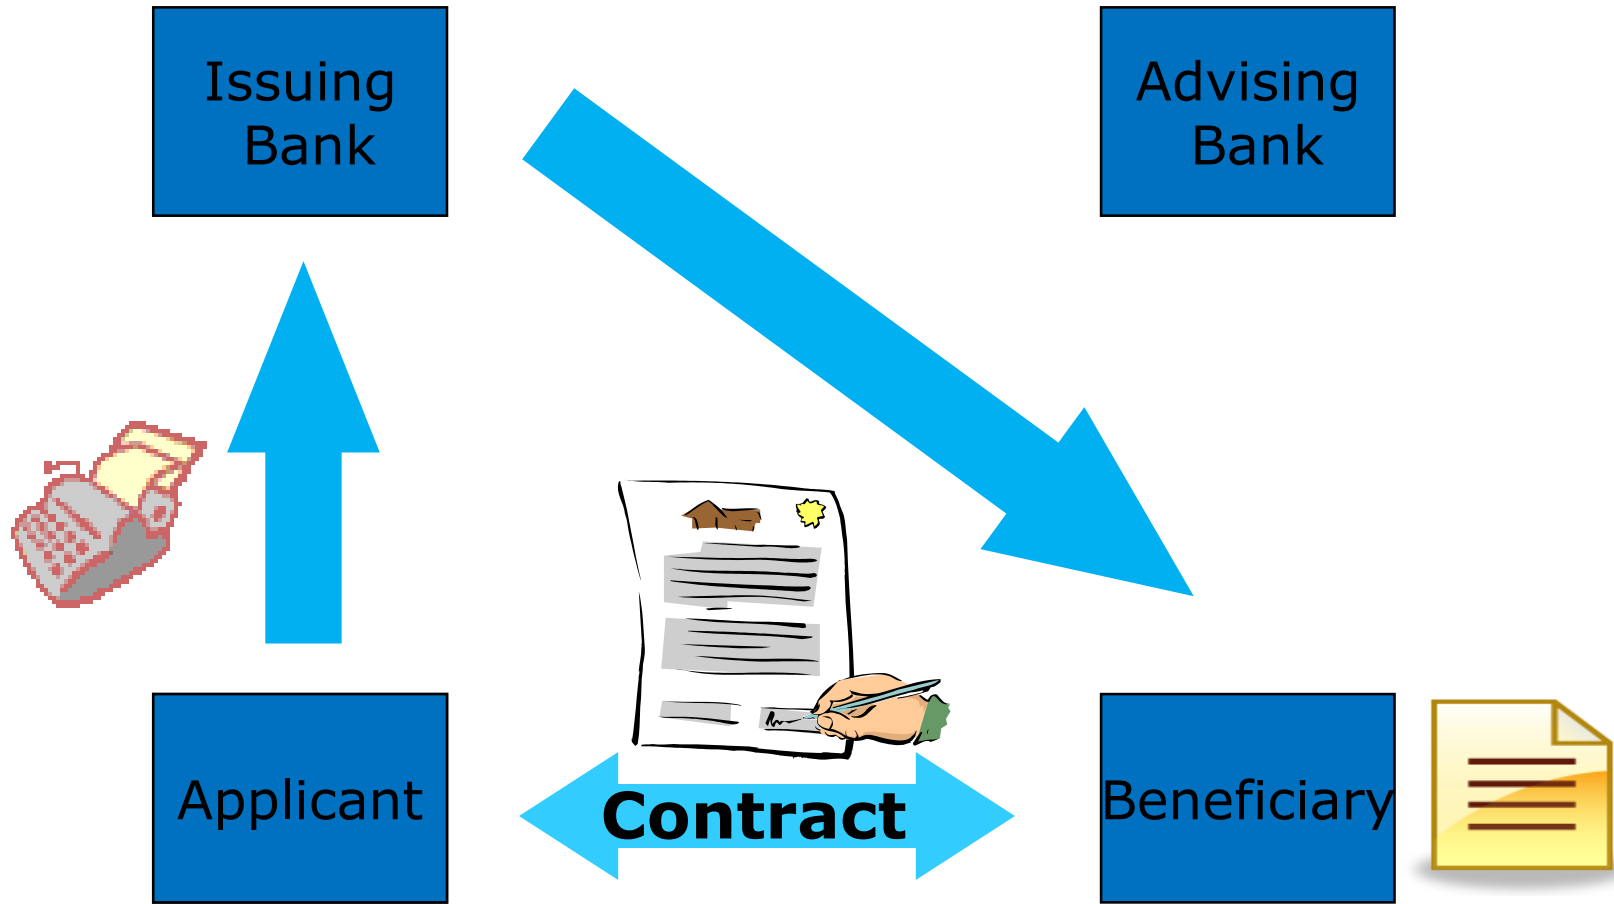 Issuing
Bank
Advising
Bank
Contract
Applicant
Beneficiary